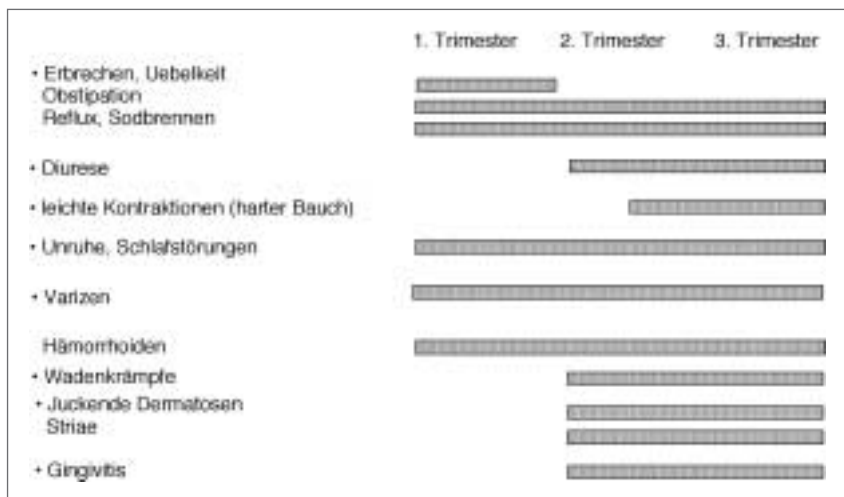 1. Trimester 2. Trimester 3. Trimester
• Erbrechen, Uebelkeit
Obstipation
Reflux, Sodbrennen
• Diurese
• leichte Kontraktionen (harter Bauch)
• Unruhe, Schlafstörungen
• Varizen
Hämorrhoiden
• Wadenkrämpfe
• Juckende Dermatosen
Striae
• Gingivitis